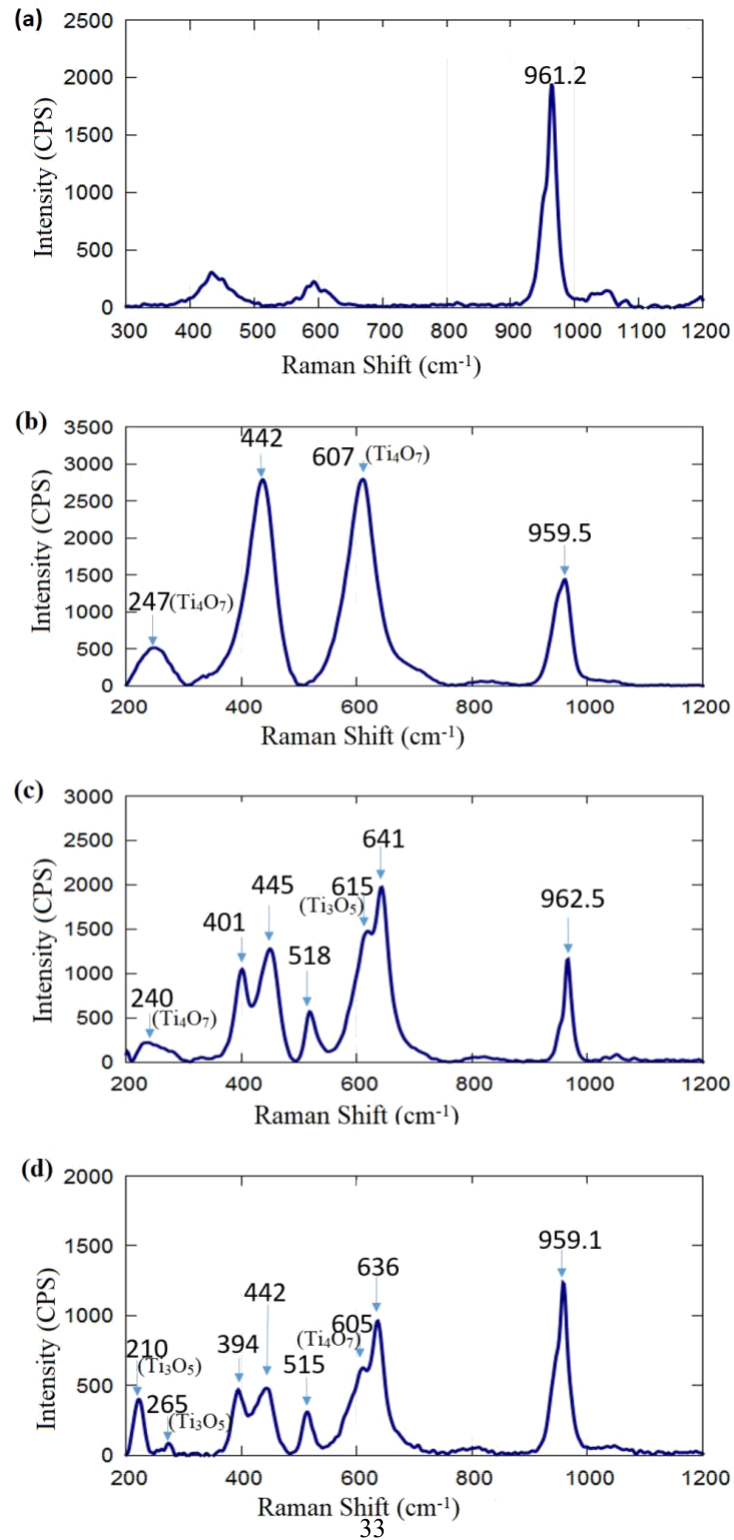 (a)
2500
2000
1500
1000
500
0
961.2
Intensity (CPS)
300 400 500 600 700 800 900 1000 1100 1200
Raman Shift (cm⁻¹)
(b)
3500
3000
2500
2000
1500
1000
500
0
442
607 (Ti₄O₇)
959.5
247(Ti₄O₇)
Intensity (CPS)
200 400 600 800 1000 1200
Raman Shift (cm⁻¹)
(c)
3000
2500
2000
1500
1000
500
0
641
445 615
(Ti₃O₅)
401
518
962.5
240
(Ti₄O₇)
Intensity (CPS)
200 400 600 800 1000 1200
Raman Shift (cm⁻¹)
(d)
2000
1500
1000
500
0
959.1
636
442
605
(Ti₄O₇)
394
515
210
(Ti₃O₅)
265
(Ti₃O₅)
Intensity (CPS)
200 400 600 800 1000 1200
Raman Shift (cm⁻¹)
33